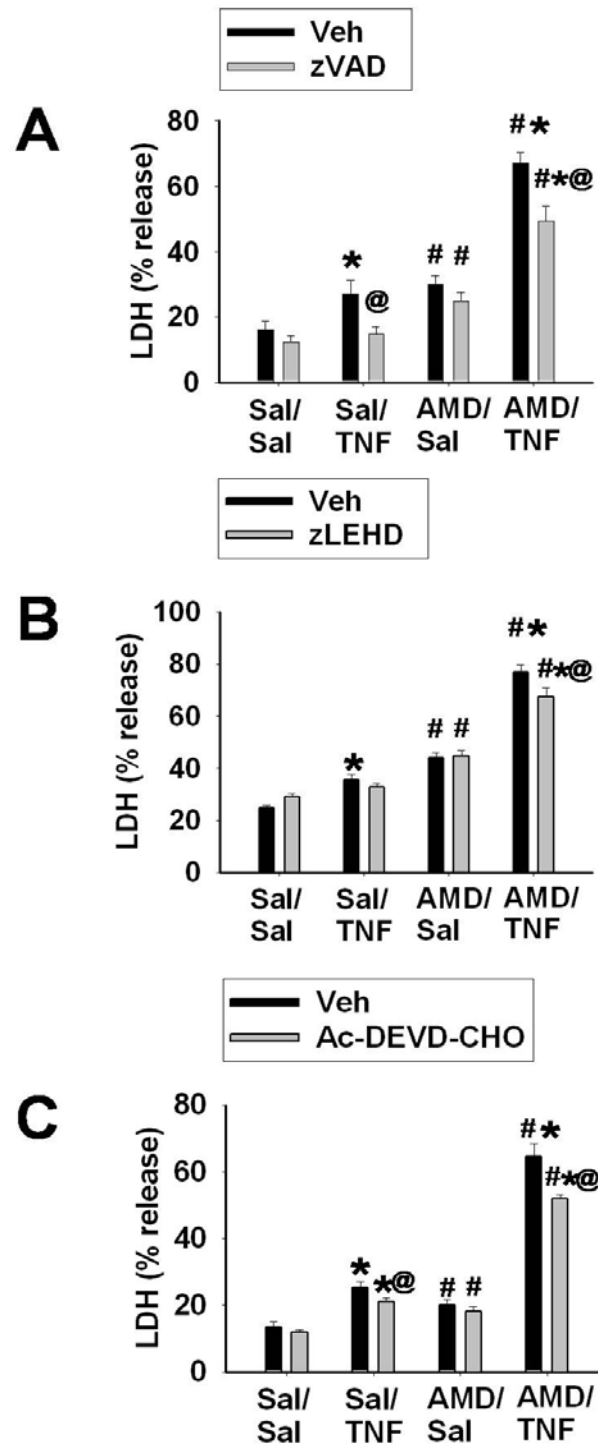 Veh
zVAD
A
LDH (% release)
80
60
40
20
0
*
@
# #
#*
#*@
Sal/ Sal/ AMD/ AMD/
Sal TNF Sal TNF
Veh
zLEHD
B
LDH (% release)
100
80
60
40
20
0
*
# #
#*
#*@
Sal/ Sal/ AMD/ AMD/
Sal TNF Sal TNF
Veh
Ac-DEVD-CHO
C
LDH (% release)
80
60
40
20
0
* *@
# #
#*
#*@
Sal/ Sal/ AMD/ AMD/
Sal TNF Sal TNF